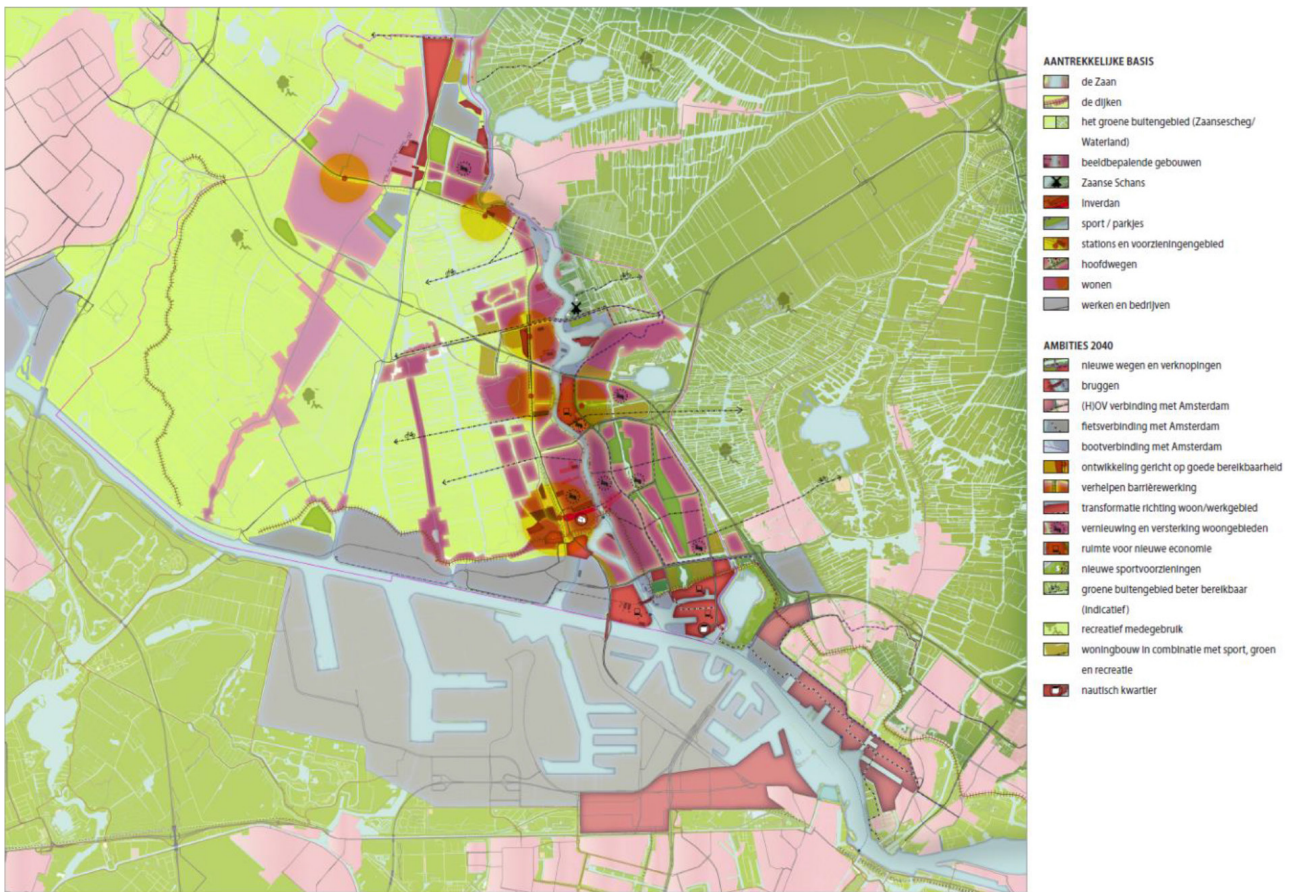 AANTREKKELIJKE BASIS
de Zaan
de dijken
het groene buitengebied (Zaansescheg/
Waterland)
beeldbepalende gebouwen
Zaanse Schans
Inverdan
sport / parkjes
stations en voorzieningengebied
hoofdwegen
wonen
werken en bedrijven
AMBITIES 2040
nieuwe wegen en verknopingen
bruggen
(H)OV verbinding met Amsterdam
fietsverbinding met Amsterdam
bootverbinding met Amsterdam
ontwikkeling gericht op goede bereikbaarheid
verhelpen barrièrewerking
transformatie richting woon/werkgebied
vernieuwing en versterking woongebieden
ruimte voor nieuwe economie
nieuwe sportvoorzieningen
groene buitengebied beter bereikbaar
(indicatief)
recreatief medegebruik
woningbouw in combinatie met sport, groen
en recreatie
nautisch kwartier